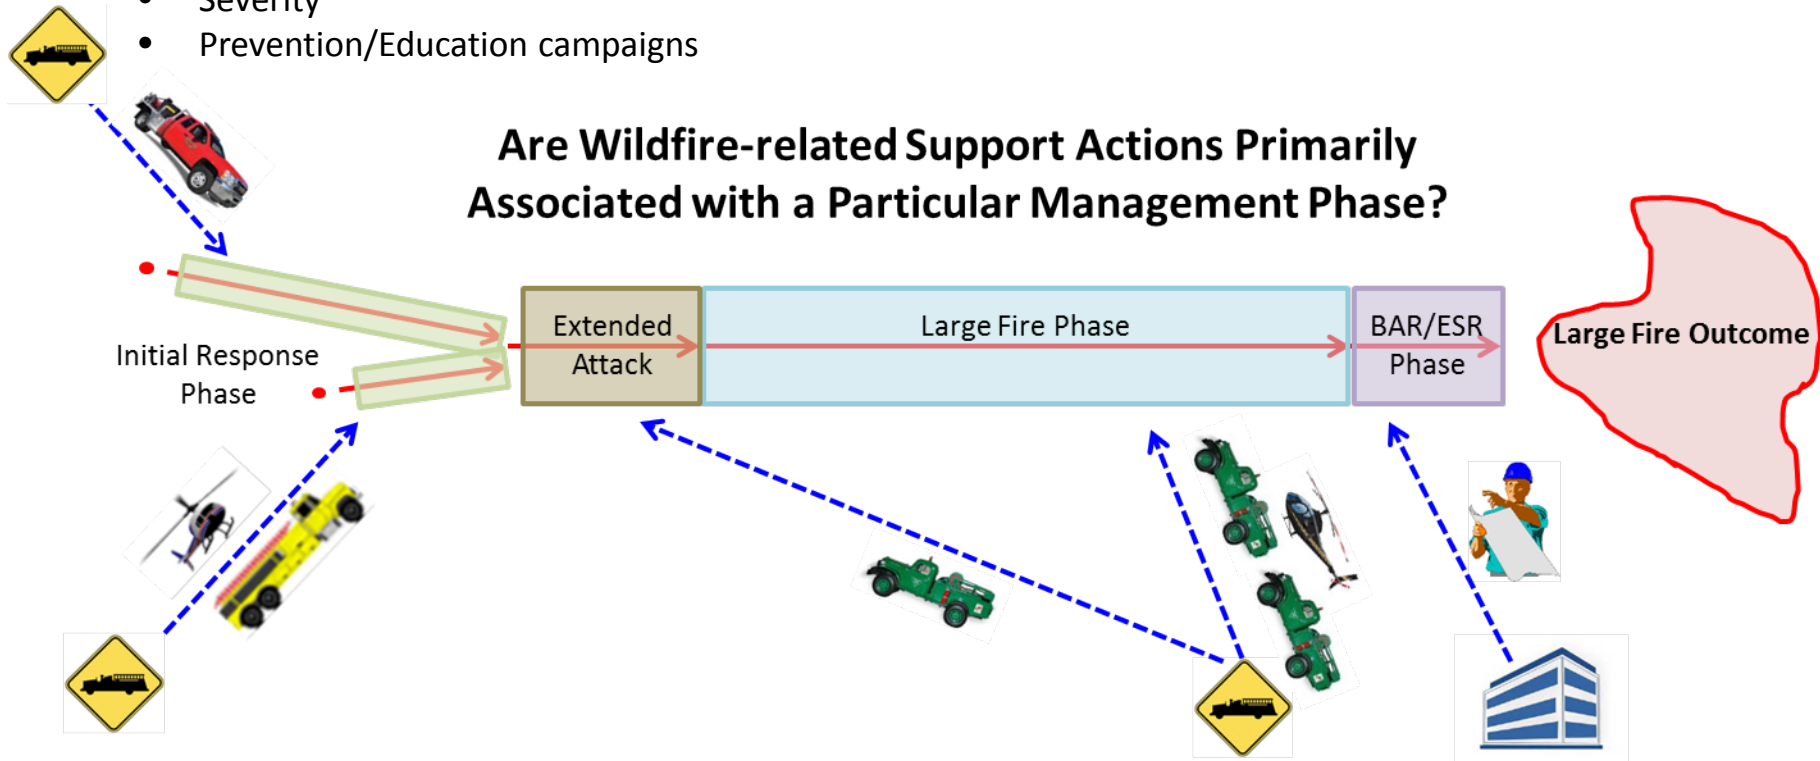 • Severity
• Prevention/Education campaigns
Are Wildfire-related Support Actions Primarily
Associated with a Particular Management Phase?
Initial Response
Phase
Extended
Attack
Large Fire Phase
BAR/ESR
Phase
Large Fire Outcome